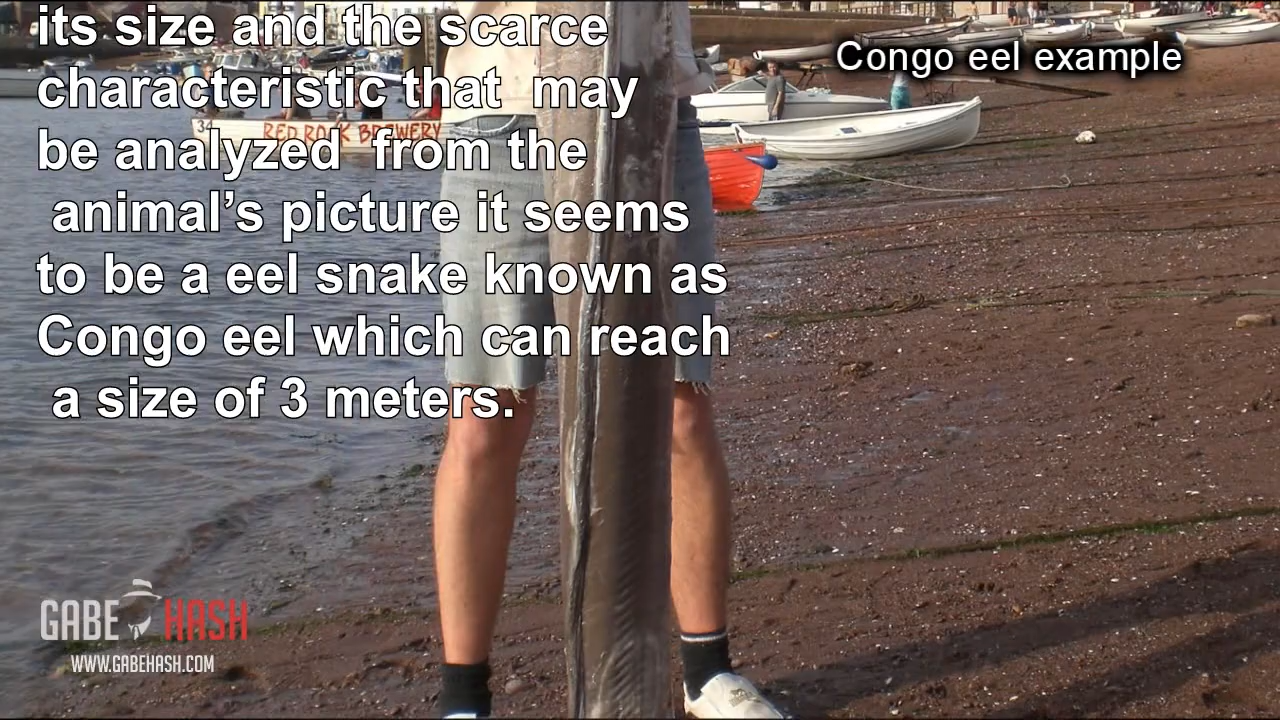 its size and the scarce
characteristic that may
be analyzed from the
animal’s picture it seems
to be a eel snake known as
Congo eel which can reach
a size of 3 meters.
Congo eel example
34
RED ROCK BREWERY
GABE HASH
WWW.GABEHASH.COM